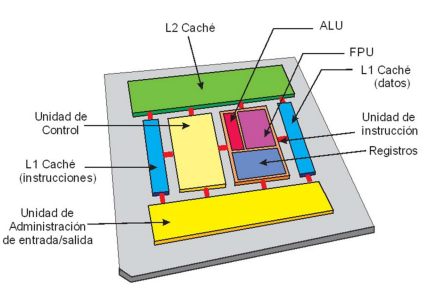 L2 Caché
ALU
FPU
L1 Caché
(datos)
Unidad de
Control
Unidad de
instrucción
Registros
L1 Caché
(instrucciones)
Unidad de
Administración
de entrada/salida